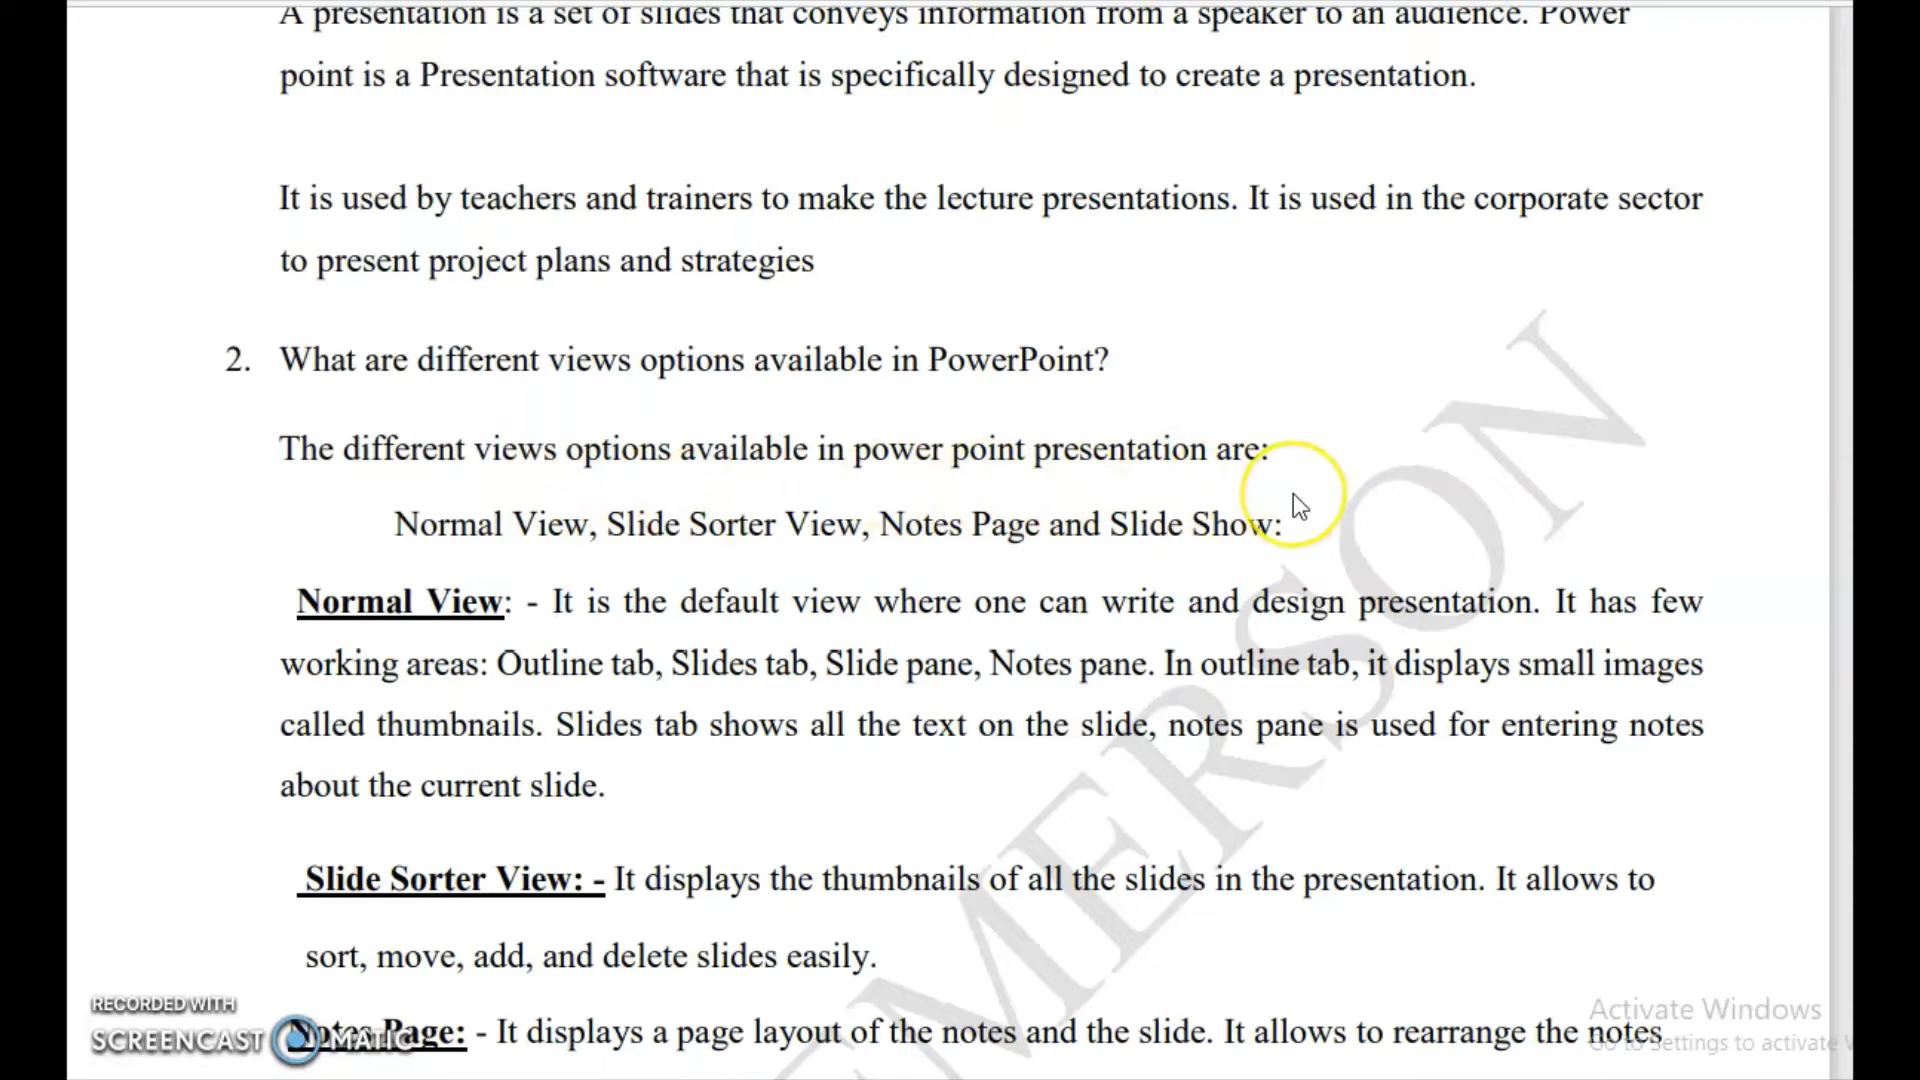 A presentation is a set of slides that conveys information from a speaker to an audience. Power
point is a Presentation software that is specifically designed to create a presentation.
It is used by teachers and trainers to make the lecture presentations. It is used in the corporate sector
to present project plans and strategies
2. What are different views options available in PowerPoint?
The different views options available in power point presentation are:
Normal View, Slide Sorter View, Notes Page and Slide Show:
Normal View: - It is the default view where one can write and design presentation. It has few
working areas: Outline tab, Slides tab, Slide pane, Notes pane. In outline tab, it displays small images
called thumbnails. Slides tab shows all the text on the slide, notes pane is used for entering notes
about the current slide.
Slide Sorter View: - It displays the thumbnails of all the slides in the presentation. It allows to
sort, move, add, and delete slides easily.
Notes Page: - It displays a page layout of the notes and the slide. It allows to rearrange the notes
RECORDED WITH
SCREENCAST MATIC
Activate Windows
Go to Settings to activate
EMERSON